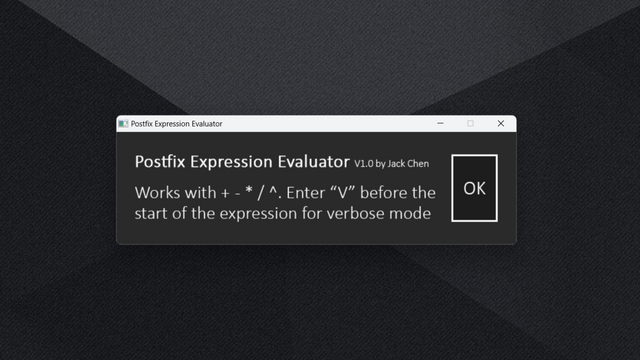 Postfix Expression Evaluator
Postfix Expression Evaluator V1.0 by Jack Chen
Works with + - * / ^. Enter “V” before the
start of the expression for verbose mode
OK